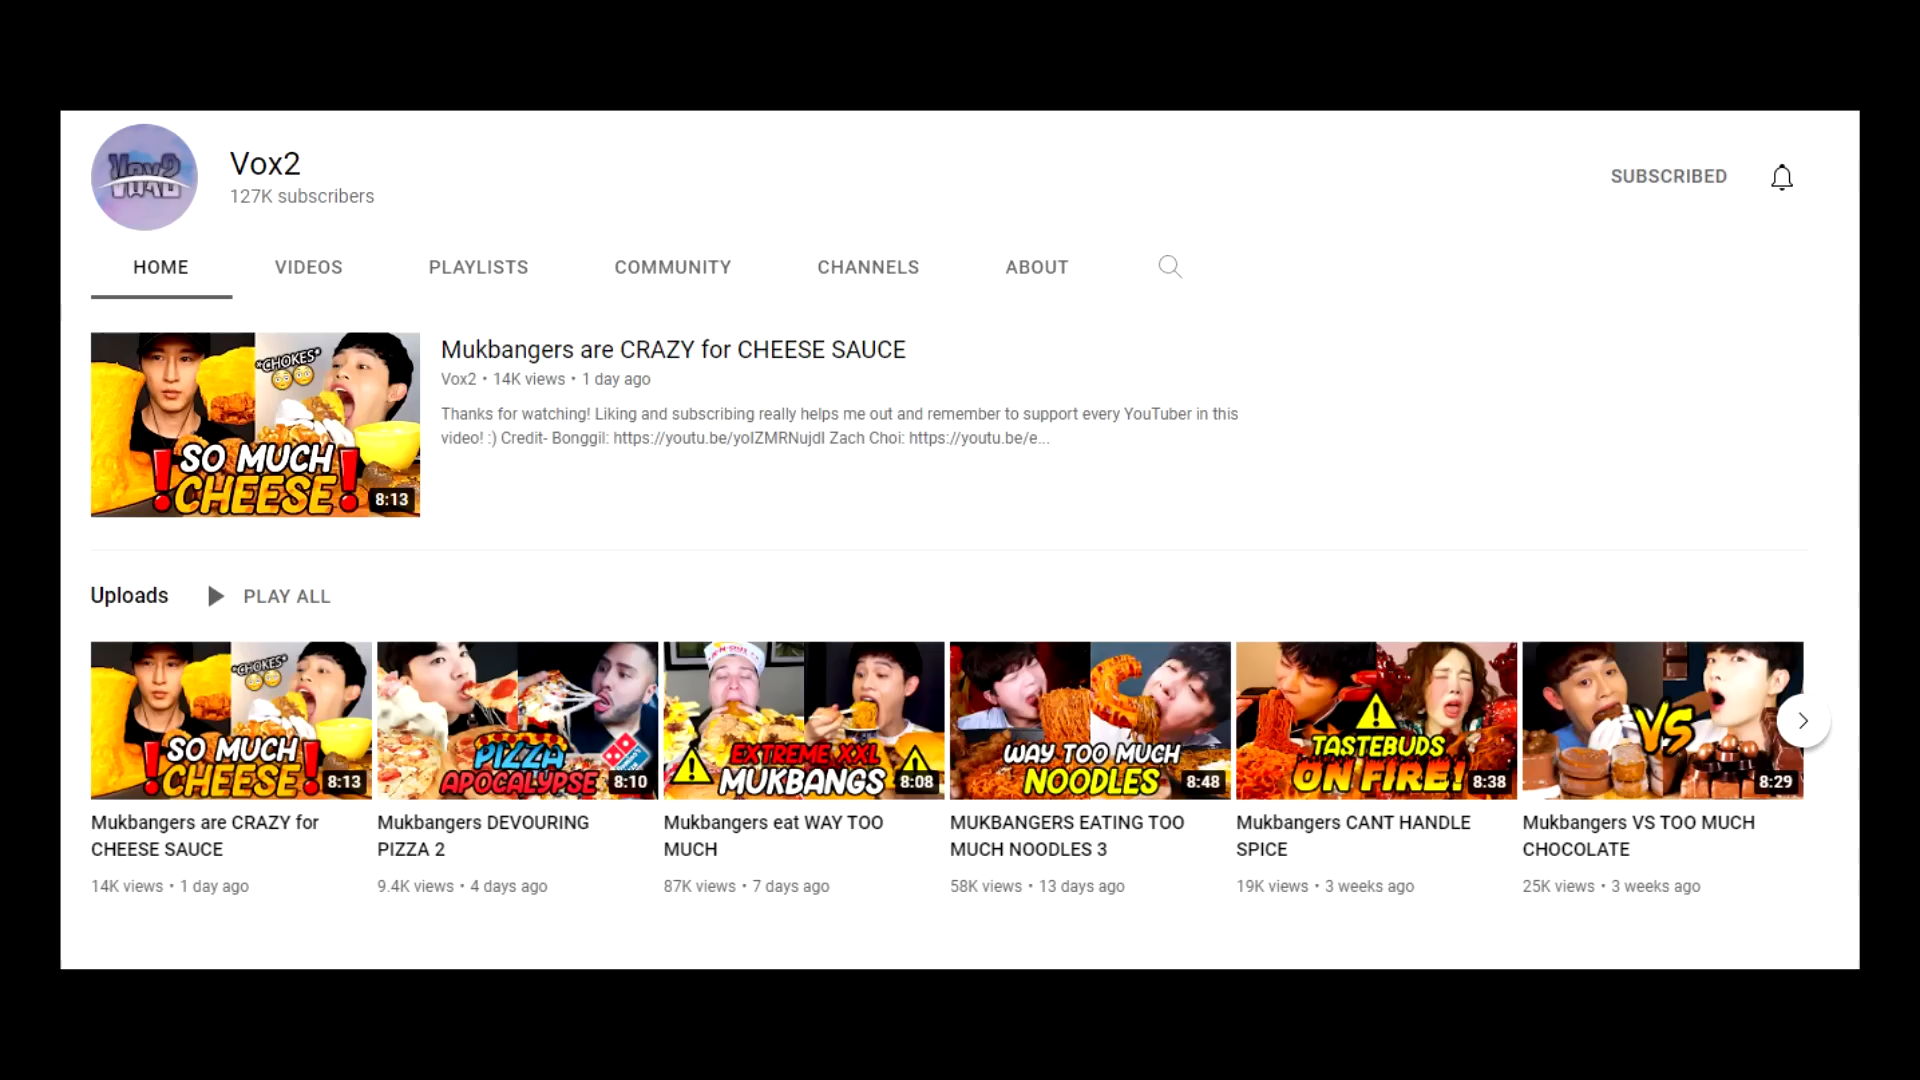 Vox2
Vox2
127K subscribers
SUBSCRIBED
HOME VIDEOS PLAYLISTS COMMUNITY CHANNELS ABOUT
*CHOKES*
SO MUCH
CHEESE
8:13
Mukbangers are CRAZY for CHEESE SAUCE
Vox2 • 14K views • 1 day ago
Thanks for watching! Liking and subscribing really helps me out and remember to support every YouTuber in this
video! :) Credit- Bonggil: https://youtu.be/yoIZMRNujdI Zach Choi: https://youtu.be/e...
Uploads PLAY ALL
*CHOKES*
SO MUCH
CHEESE
8:13
Mukbangers are CRAZY for
CHEESE SAUCE
14K views • 1 day ago
PIZZA
APOCALYPSE
8:10
Mukbangers DEVOURING
PIZZA 2
9.4K views • 4 days ago
EXTREME XXL
MUKBANGS
8:08
Mukbangers eat WAY TOO
MUCH
87K views • 7 days ago
WAY TOO MUCH
NOODLES
8:48
MUKBANGERS EATING TOO
MUCH NOODLES 3
58K views • 13 days ago
TASTEBUDS
ON FIRE!
8:38
Mukbangers CANT HANDLE
SPICE
19K views • 3 weeks ago
VS
8:29
Mukbangers VS TOO MUCH
CHOCOLATE
25K views • 3 weeks ago